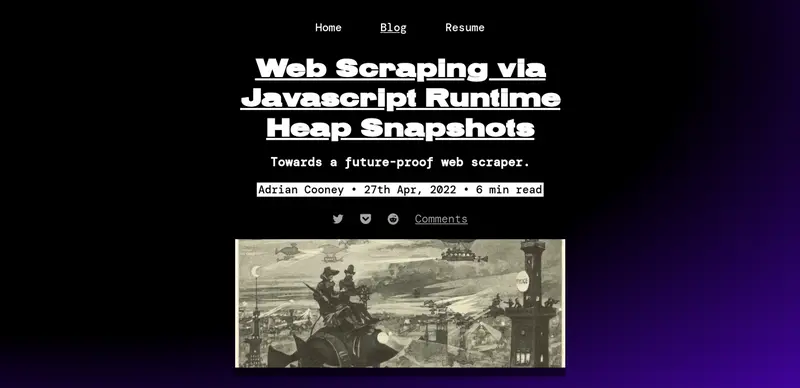 Home Blog Resume
Web Scraping via
Javascript Runtime
Heap Snapshots
Towards a future-proof web scraper.
Adrian Cooney • 27th Apr, 2022 • 6 min read
Comments